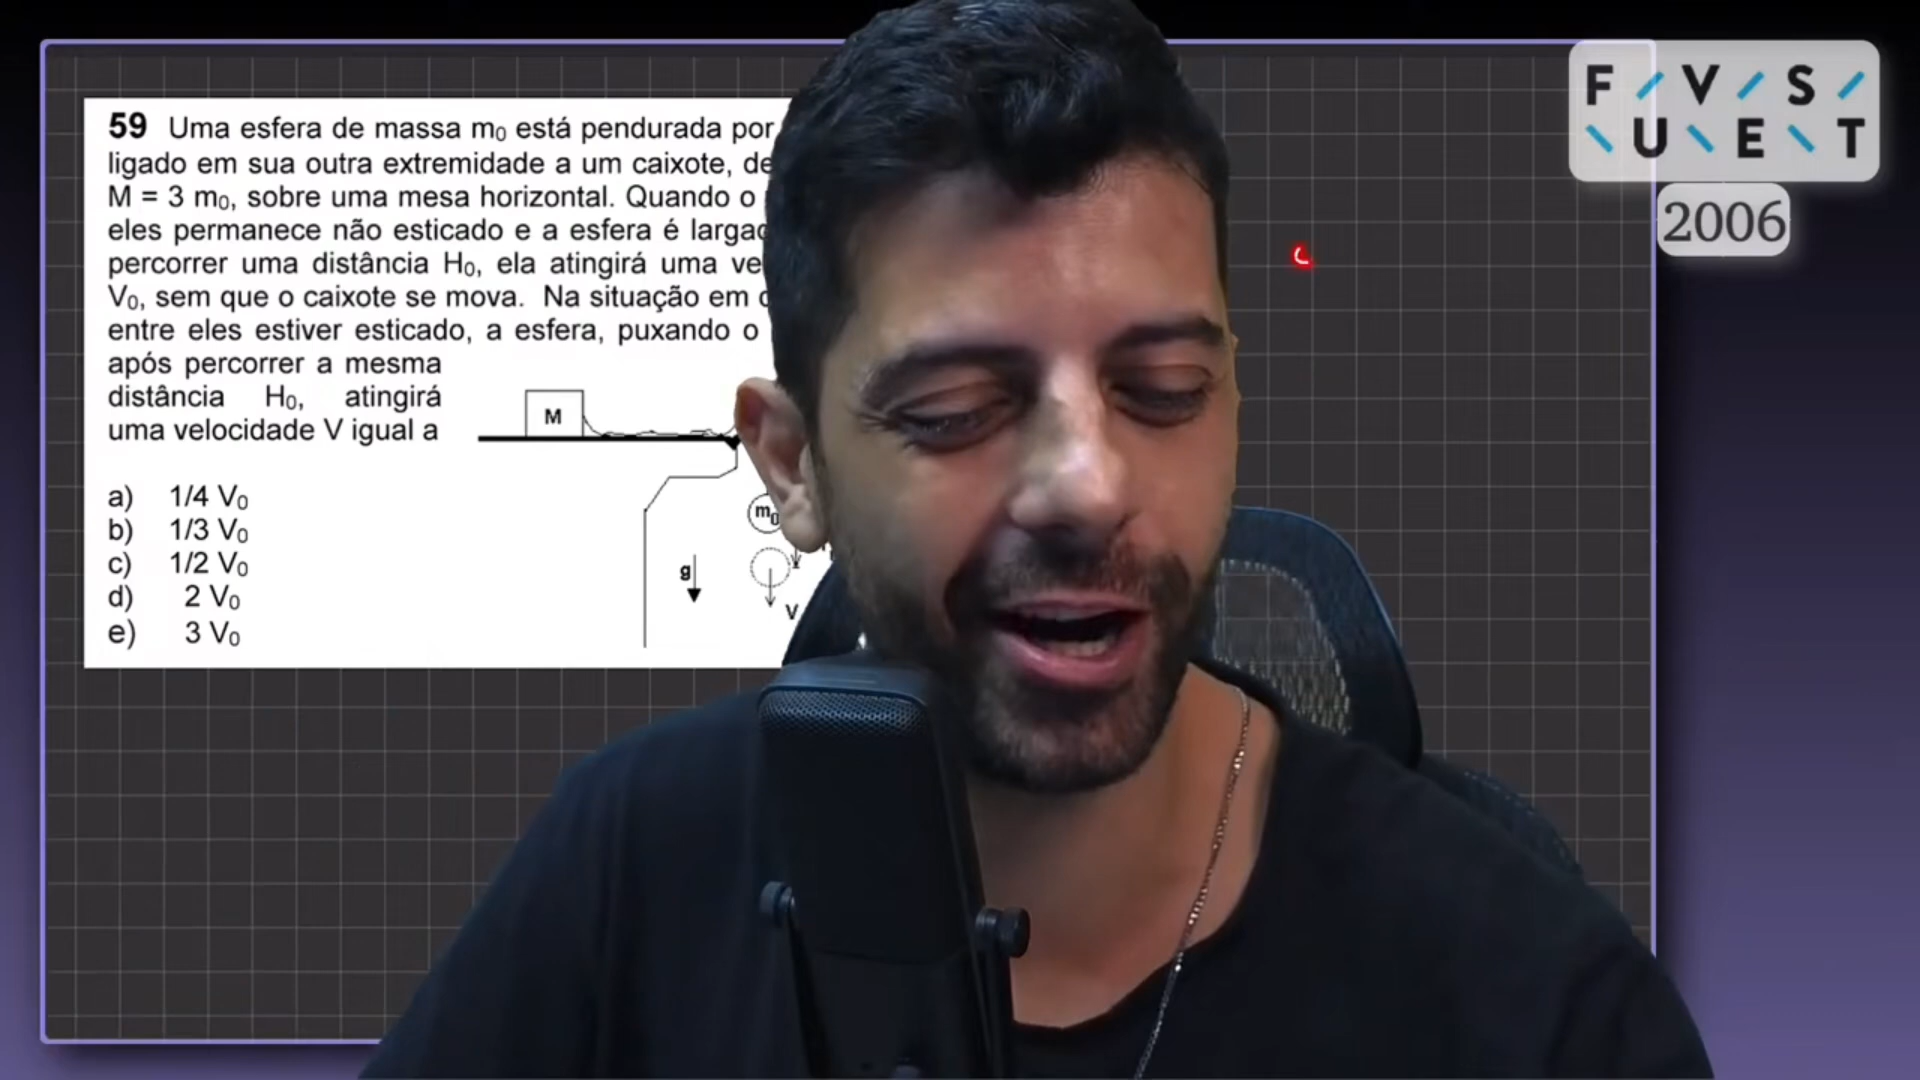 59 Uma esfera de massa m₀ está pendurada por
ligado em sua outra extremidade a um caixote, de
M = 3 m₀, sobre uma mesa horizontal. Quando o
eles permanece não esticado e a esfera é
percorrer uma distância H₀, ela atingirá uma
V₀, sem que o caixote se mova. Na situação em
entre eles estiver esticado, a esfera, puxando o
após percorrer a mesma
distância H₀, atingirá
uma velocidade V igual a
M
a) 1/4 V₀
b) 1/3 V₀
c) 1/2 V₀
d) 2 V₀
e) 3 V₀
m₀
g
V
FUVEST
2006